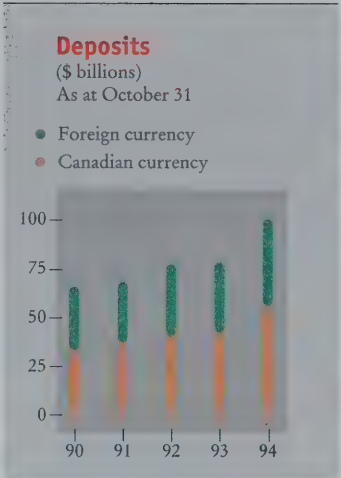 Deposits
($ billions)
As at October 31
Foreign currency
Canadian currency
100
75
50
25
0
90 91 92 93 94